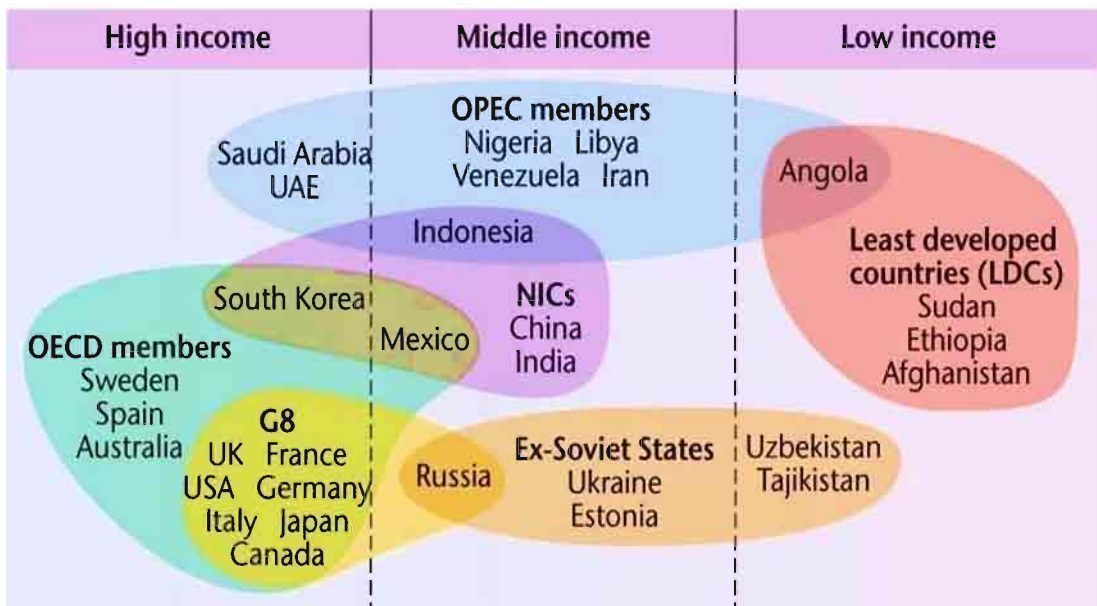 High income
Middle income
Low income
OPEC members
Nigeria Libya
Venezuela Iran
Saudi Arabia
UAE
Angola
Indonesia
Least developed
countries (LDCs)
Sudan
Ethiopia
Afghanistan
South Korea
Mexico
NICs
China
India
OECD members
Sweden
Spain
Australia
G8
UK France
USA Germany
Italy Japan
Canada
Russia
Ex-Soviet States
Ukraine
Estonia
Uzbekistan
Tajikistan